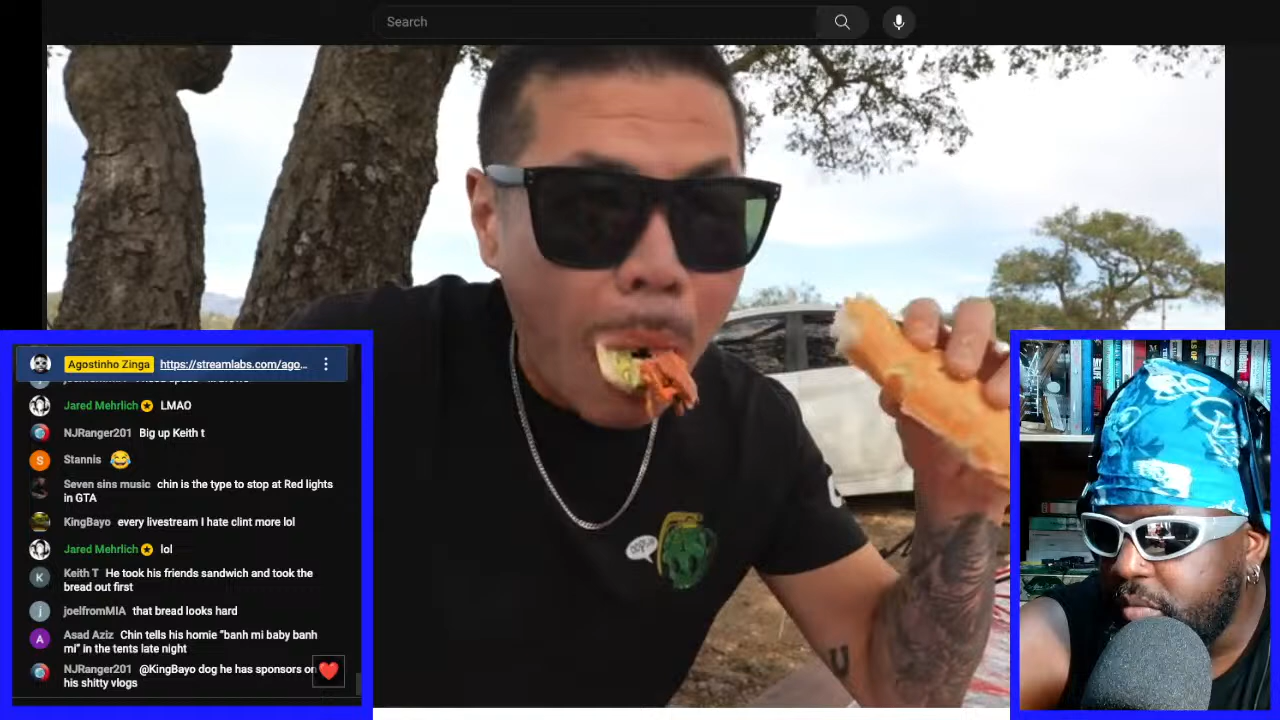 Search
Agostinho Zinga https://streamlabs.com/ago...
Jared Mehrlich LMAO
NJRanger201 Big up Keith t
Stannis 😂
Seven sins music chin is the type to stop at Red lights
in GTA
KingBayo every livestream I hate clint more lol
Jared Mehrlich lol
Keith T He took his friends sandwich and took the
bread out first
joelfromMIA that bread looks hard
Asad Aziz Chin tells his homie "banh mi baby banh
mi" in the tents late night
NJRanger201 @KingBayo dog he has sponsors on
his shitty vlogs